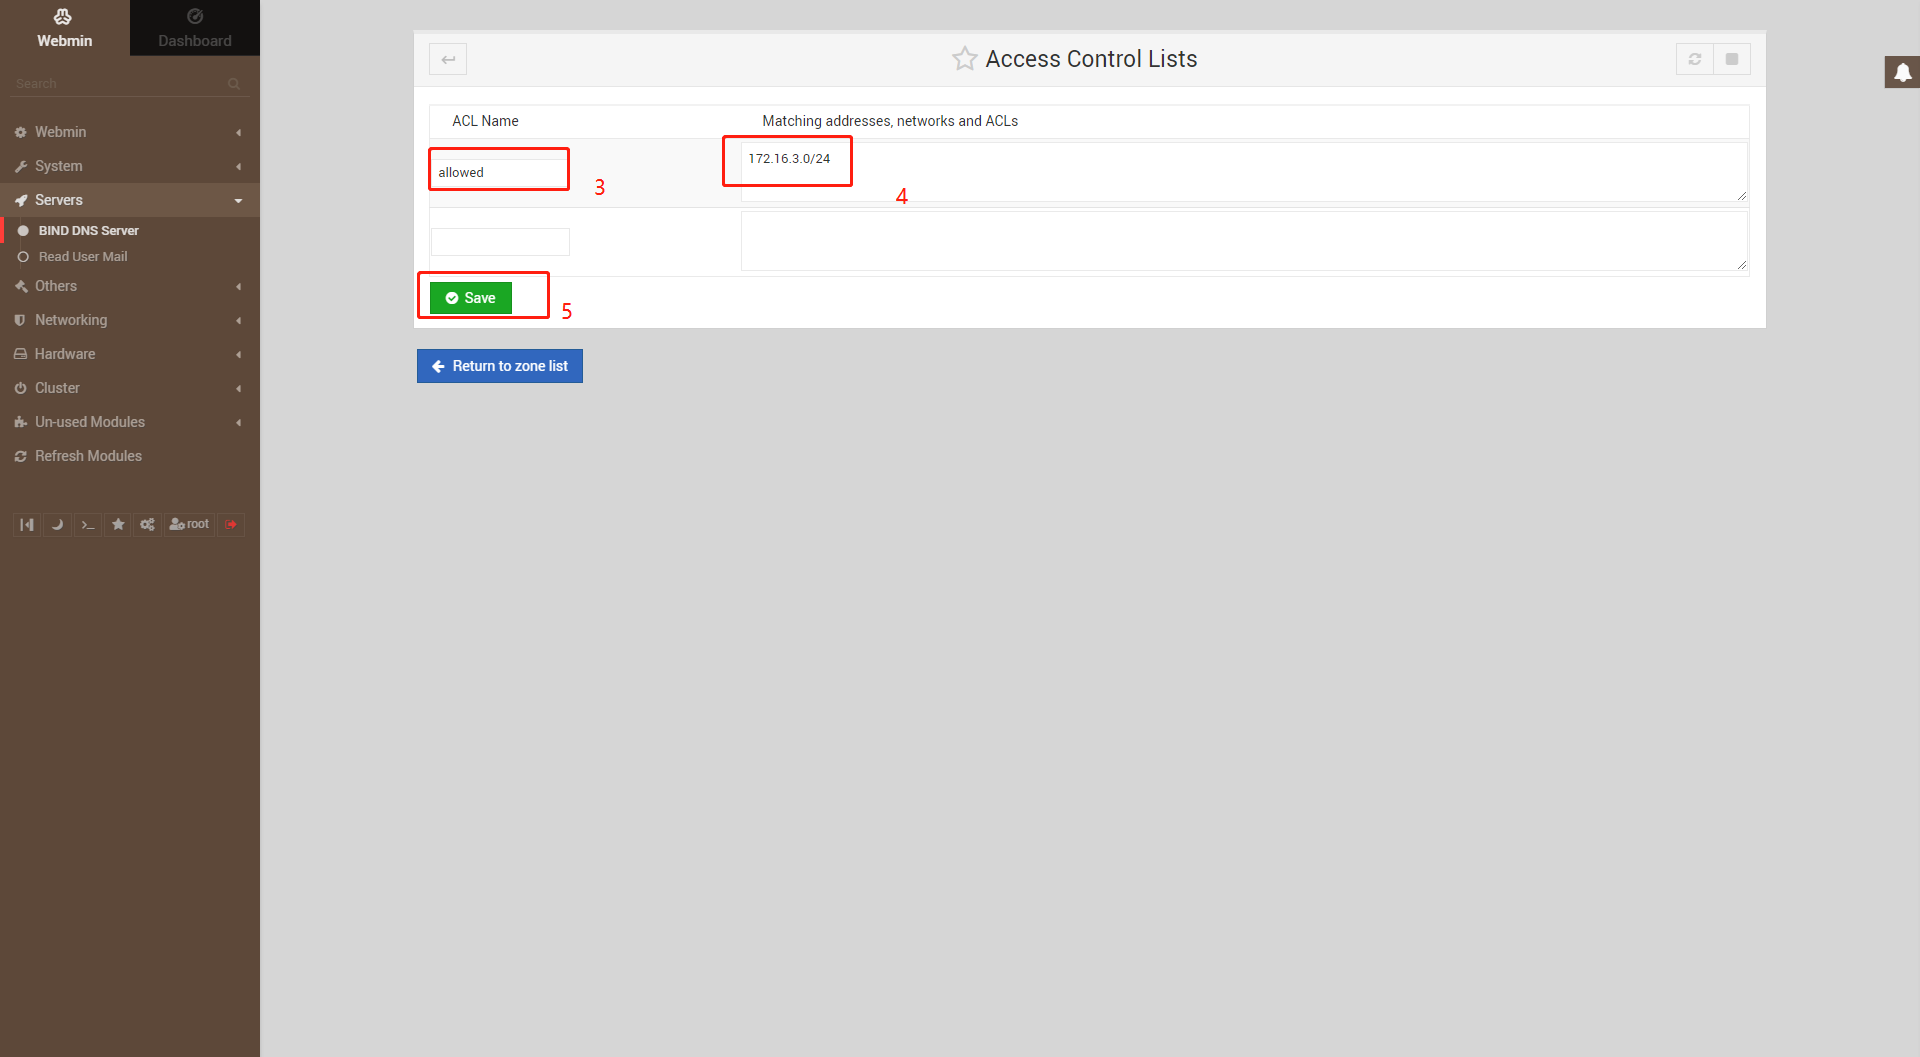 Webmin
Dashboard
Search
Webmin
System
Servers
BIND DNS Server
Read User Mail
Others
Networking
Hardware
Cluster
Un-used Modules
Refresh Modules
root
Access Control Lists
ACL Name
Matching addresses, networks and ACLs
allowed
3
172.16.3.0/24
4
Save
5
Return to zone list